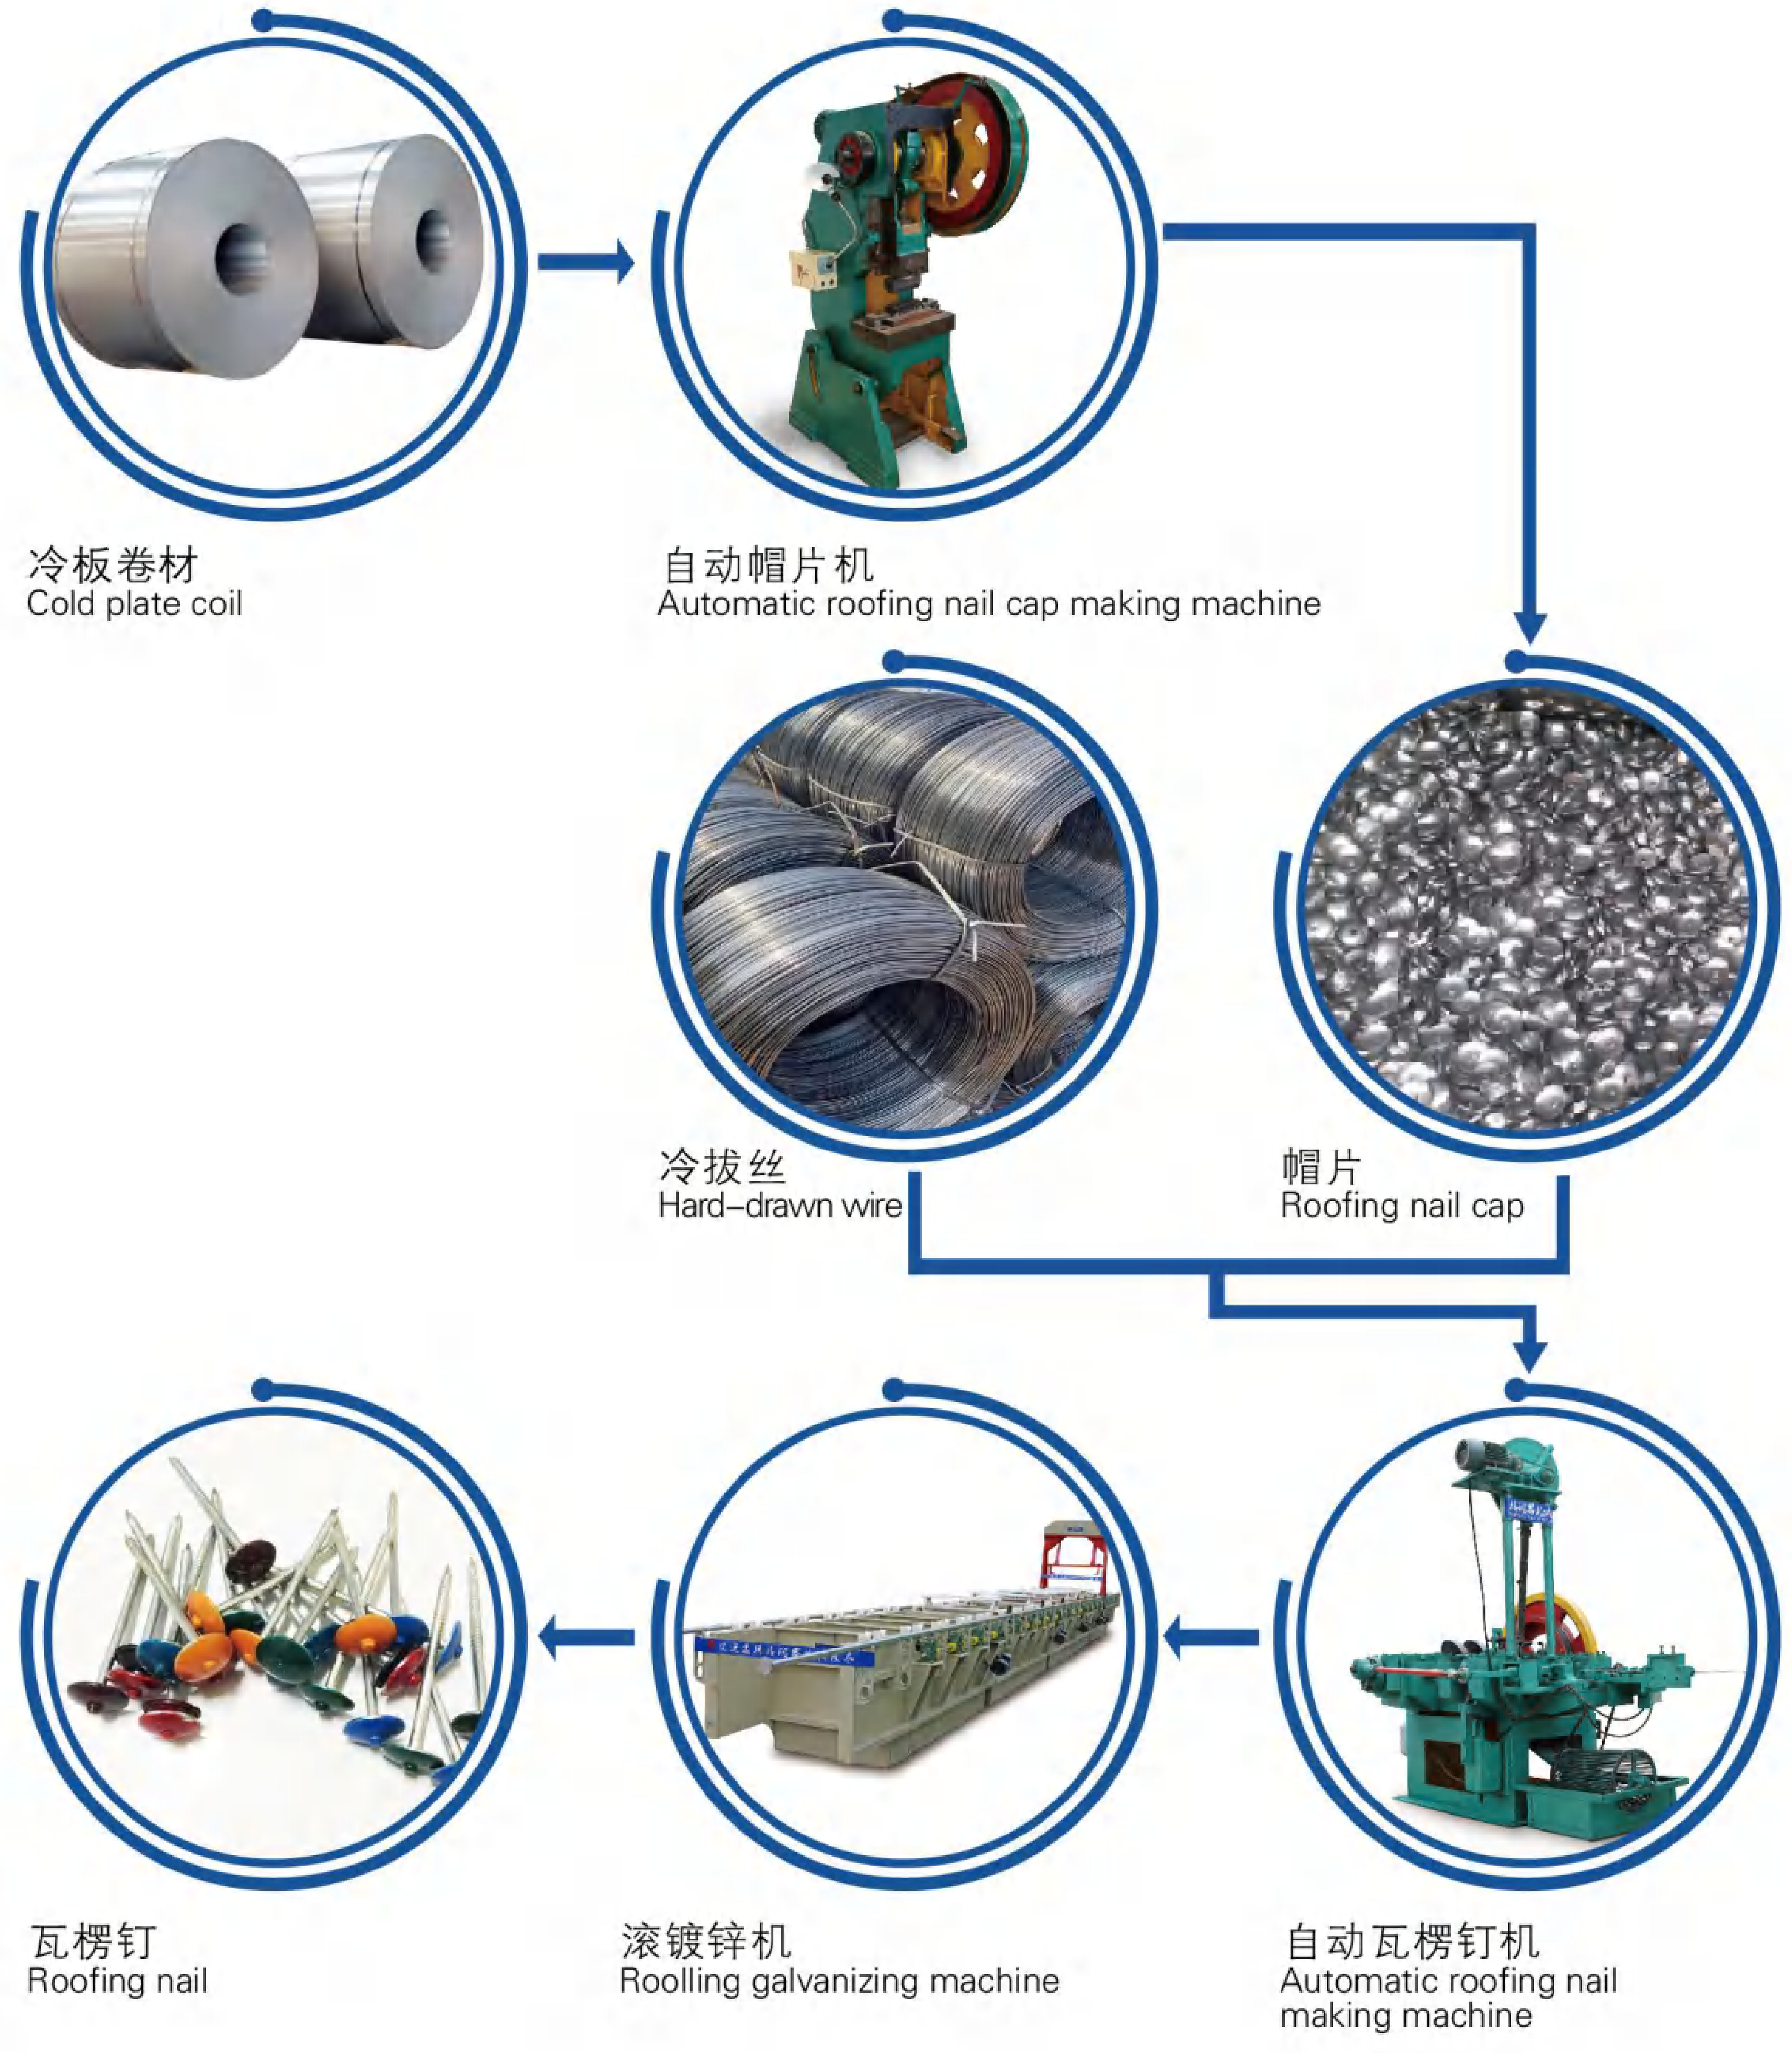 冷板卷材
Cold plate coil
自动帽片机
Automatic roofing nail cap making machine
冷拔丝
Hard-drawn wire
帽片
Roofing nail cap
瓦楞钉
Roofing nail
滚镀锌机
Roolling galvanizing machine
自动瓦楞钉机
Automatic roofing nail
making machine